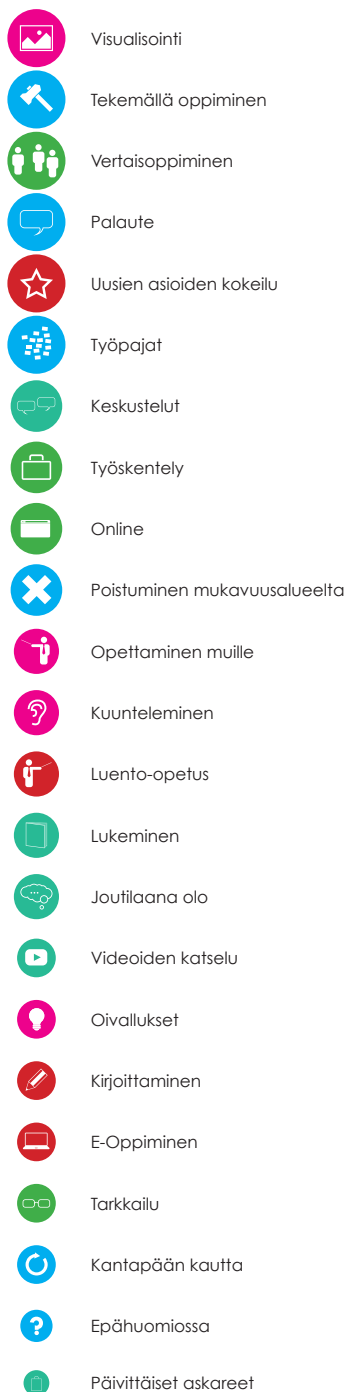 Visualisointi
Tekemällä oppiminen
Vertaisoppiminen
Palaute
Uusien asioiden kokeilu
Työpajat
Keskustelut
Työskentely
Online
Poistuminen mukavuusalueelta
Opettaminen muille
Kuunteleminen
Luento-opetus
Lukeminen
Joutilaana olo
Videoiden katselu
Oivallukset
Kirjoittaminen
E-Oppiminen
Tarkkailu
Kantapään kautta
Epähuomiossa
Päivittäiset askareet